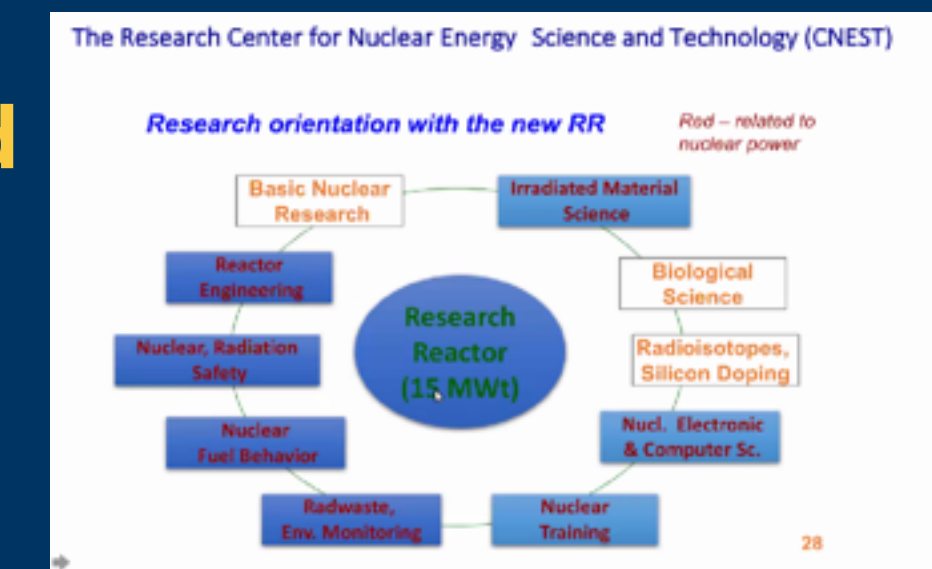 The Research Center for Nuclear Energy Science and Technology (CNEST)
d
Research orientation with the new RR
Red – related to
nuclear power
Basic Nuclear
Research
Irradiated Material
Science
Reactor
Engineering
Biological
Science
Research
Reactor
(15 MWt)
Nuclear, Radiation
Safety
Radioisotopes,
Silicon Doping
Nuclear
Fuel Behavior
Nucl. Electronic
& Computer Sc.
Radwaste,
Env. Monitoring
Nuclear
Training
28